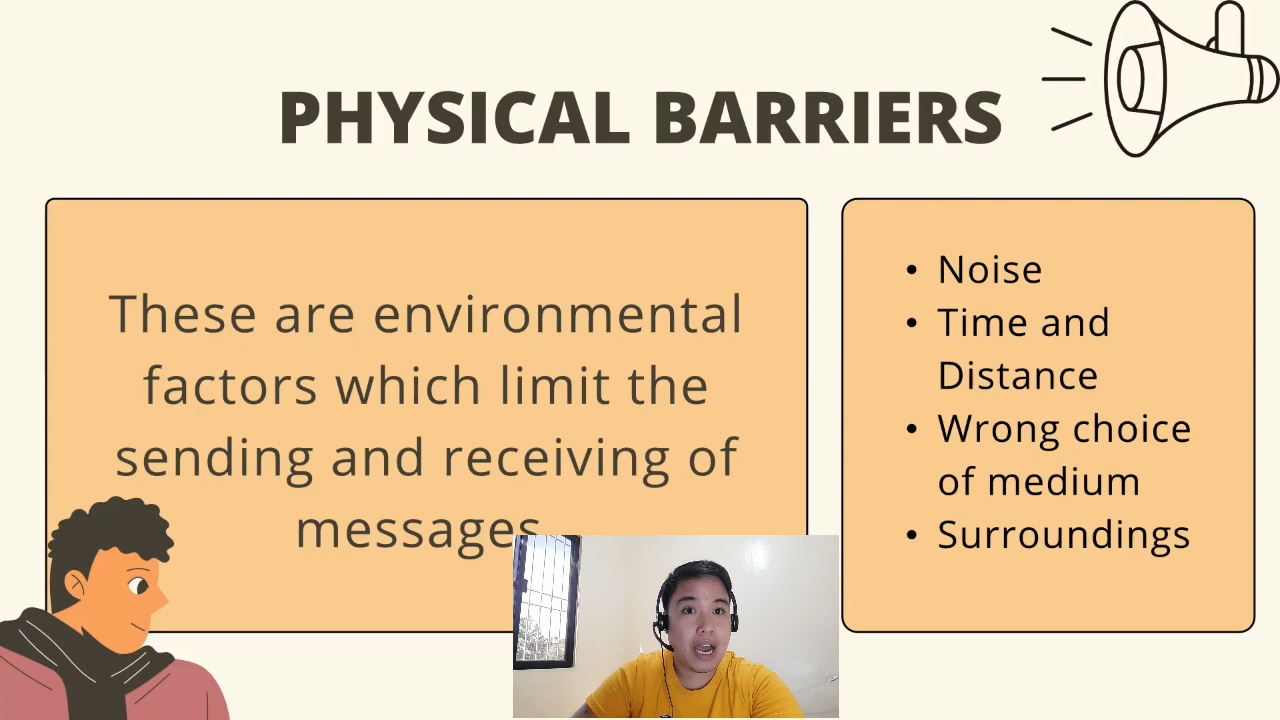 PHYSICAL BARRIERS
These are environmental
factors which limit the
sending and receiving of
messages
• Noise
• Time and
Distance
• Wrong choice
of medium
• Surroundings